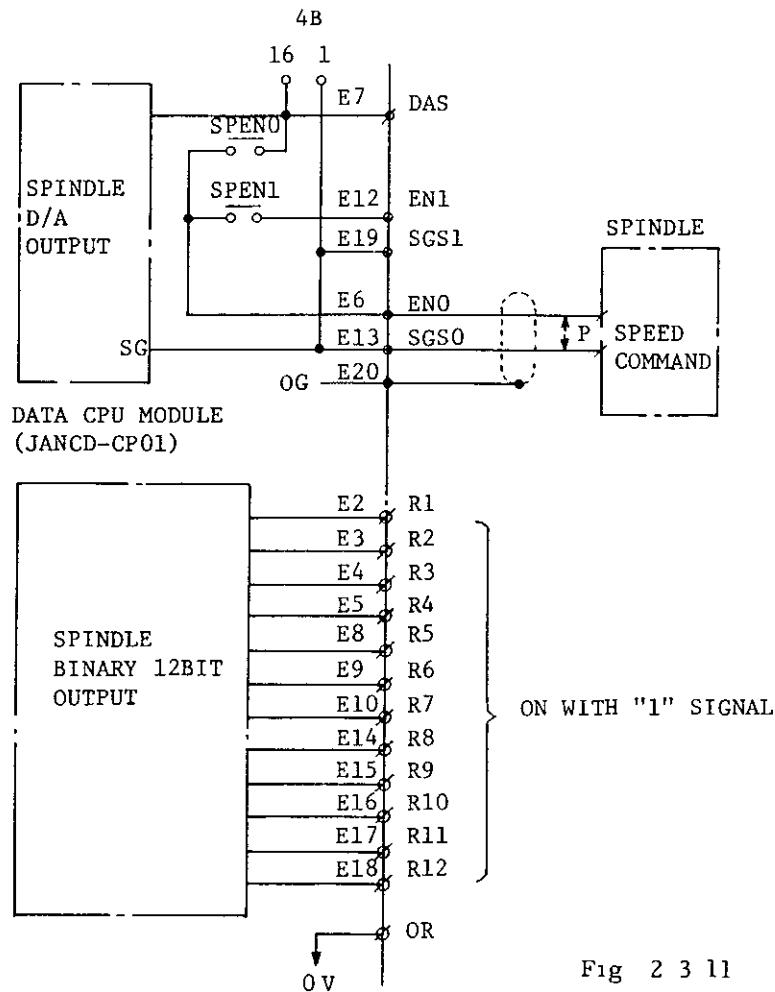 4B
16 1
E7 DAS
SPEN0
SPINDLE
D/A
OUTPUT
SPEN1
E12 EN1
E19 SGS1
SPINDLE
E6 EN0
SG
E13 SGS0
P
SPEED
COMMAND
OG
E20
DATA CPU MODULE
(JANCD-CP01)
E2 R1
E3 R2
E4 R3
E5 R4
E8 R5
SPINDLE
BINARY 12BIT
OUTPUT
E9 R6
E10 R7
ON WITH "1" SIGNAL
E14 R8
E15 R9
E16 R10
E17 R11
E18 R12
OR
0V
Fig 2 3 11